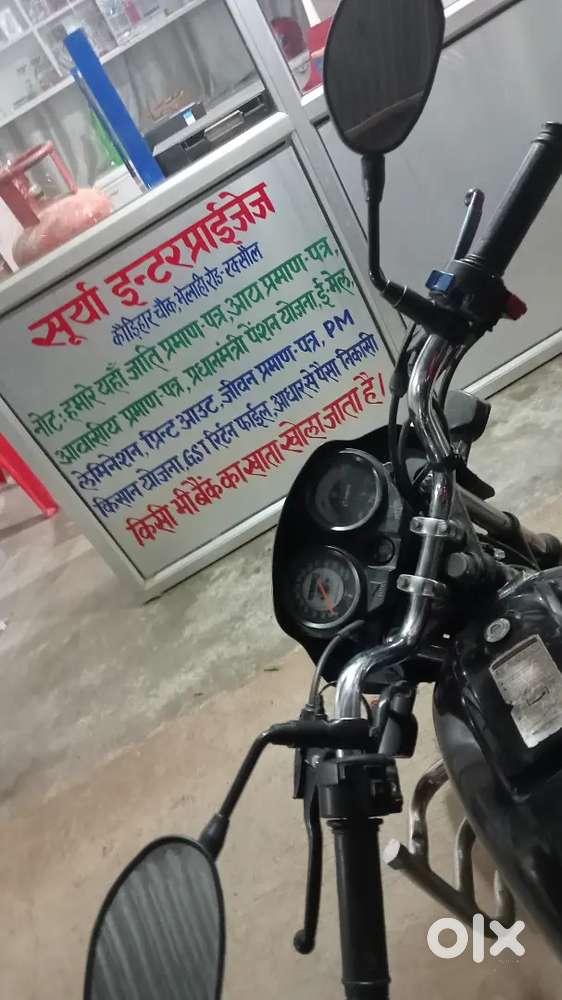 सूर्या इन्टरप्राईजेज
कौड़िहार चौक, भेलाही रोड-रक्सौल
नोट: हमारे यहाँ जाति प्रमाण-पत्र, आय प्रमाण-पत्र,
आवासीय प्रमाण-पत्र, प्रधानमंत्री पेंशन योजना ई-मेल,
लेमिनेशन, प्रिन्ट आउट, जीवन प्रमाण-पत्र, PM
किसान योजना, GST रिर्टन फाईल, आधार से पैसा निकासी
किसी भी बैंक का खाता खोला जाता है।
olx